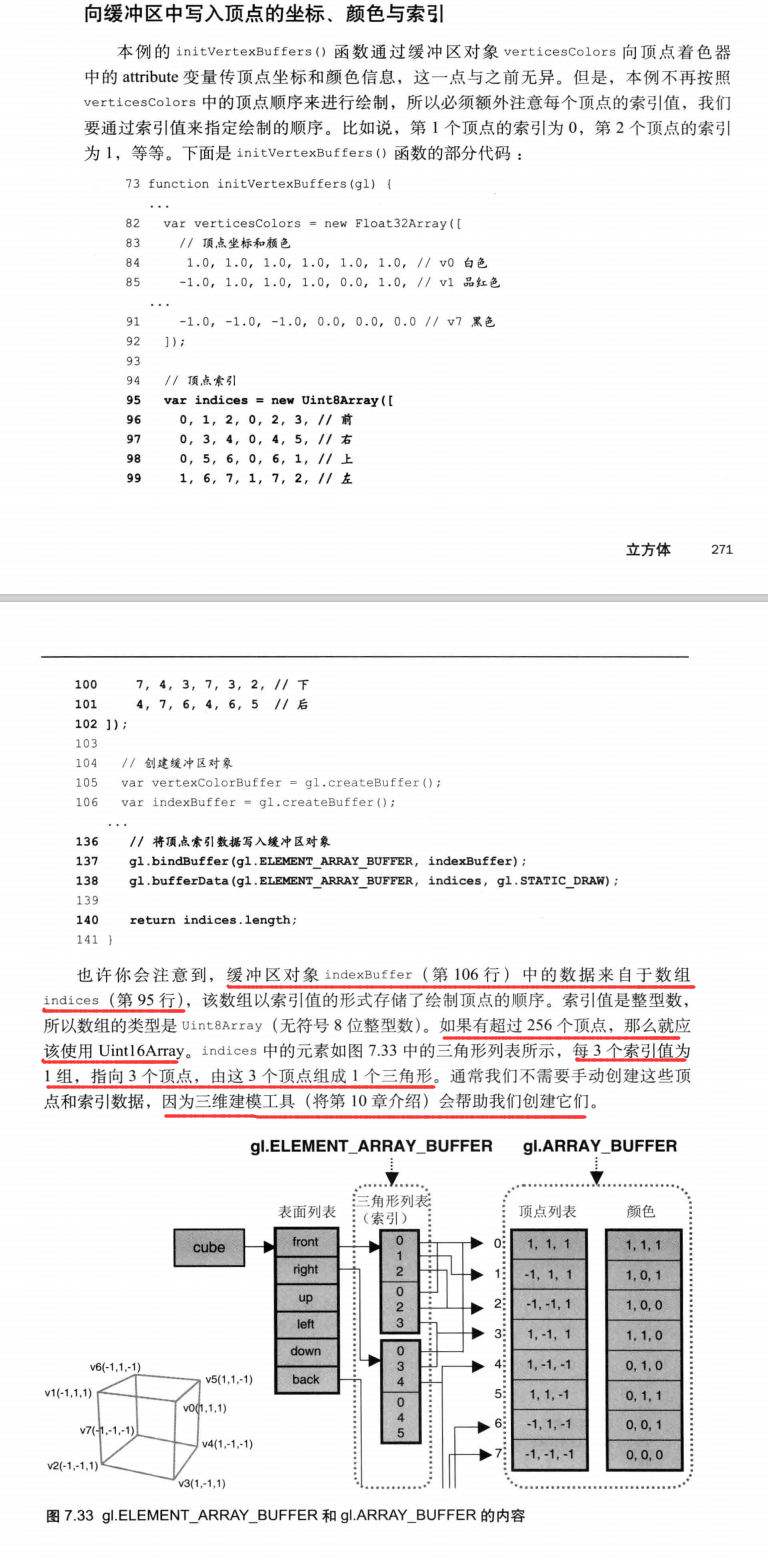 向缓冲区中写入顶点的坐标、颜色与索引
本例的 initVertexBuffers() 函数通过缓冲区对象 verticesColors 向顶点着色器
中的 attribute 变量传顶点坐标和颜色信息，这一点与之前无异。但是，本例不再按照
verticesColors 中的顶点顺序来进行绘制，所以必须额外注意每个顶点的索引值，我们
要通过索引值来指定绘制的顺序。比如说，第 1 个顶点的索引为 0，第 2 个顶点的索引
为 1，等等。下面是 initVertexBuffers() 函数的部分代码：
73 function initVertexBuffers(gl) {
...
82 var verticesColors = new Float32Array([
83 // 顶点坐标和颜色
84 1.0, 1.0, 1.0, 1.0, 1.0, 1.0, // v0 白色
85 -1.0, 1.0, 1.0, 1.0, 0.0, 1.0, // v1 品红色
...
91 -1.0, -1.0, -1.0, 0.0, 0.0, 0.0 // v7 黑色
92 ]);
93
94 // 顶点索引
95 var indices = new Uint8Array([
96 0, 1, 2, 0, 2, 3, // 前
97 0, 3, 4, 0, 4, 5, // 右
98 0, 5, 6, 0, 6, 1, // 上
99 1, 6, 7, 1, 7, 2, // 左
立方体 271
100 7, 4, 3, 7, 3, 2, // 下
101 4, 7, 6, 4, 6, 5 // 后
102 ]);
103
104 // 创建缓冲区对象
105 var vertexColorBuffer = gl.createBuffer();
106 var indexBuffer = gl.createBuffer();
...
136 // 将顶点索引数据写入缓冲区对象
137 gl.bindBuffer(gl.ELEMENT_ARRAY_BUFFER, indexBuffer);
138 gl.bufferData(gl.ELEMENT_ARRAY_BUFFER, indices, gl.STATIC_DRAW);
139
140 return indices.length;
141 }
也许你会注意到，缓冲区对象 indexBuffer（第 106 行）中的数据来自于数组
indices（第 95 行），该数组以索引值的形式存储了绘制顶点的顺序。索引值是整型数，
所以数组的类型是 Uint8Array（无符号 8 位整型数）。如果有超过 256 个顶点，那么就应
该使用 Uint16Array。indices 中的元素如图 7.33 中的三角形列表所示，每 3 个索引值为
1 组，指向 3 个顶点，由这 3 个顶点组成 1 个三角形。通常我们不需要手动创建这些顶
点和索引数据，因为三维建模工具（将第 10 章介绍）会帮助我们创建它们。
gl.ELEMENT_ARRAY_BUFFER gl.ARRAY_BUFFER
表面列表
三角形列表
（索引）
顶点列表 颜色
cube
front
right
up
left
down
back
0
1
2
0
2
3
0
3
4
0
4
5
0 1, 1, 1 1, 1, 1
1 -1, 1, 1 1, 0, 1
2 -1, -1, 1 1, 0, 0
3 1, -1, 1 1, 1, 0
4 1, -1, -1 0, 1, 0
5 1, 1, -1 0, 1, 1
6 -1, 1, -1 0, 0, 1
7 -1, -1, -1 0, 0, 0
v6(-1,1,-1)
v5(1,1,-1)
v1(-1,1,1)
v0(1,1,1)
v7(-1,-1,-1)
v4(1,-1,-1)
v2(-1,-1,1)
v3(1,-1,1)
图 7.33 gl.ELEMENT_ARRAY_BUFFER 和 gl.ARRAY_BUFFER 的内容